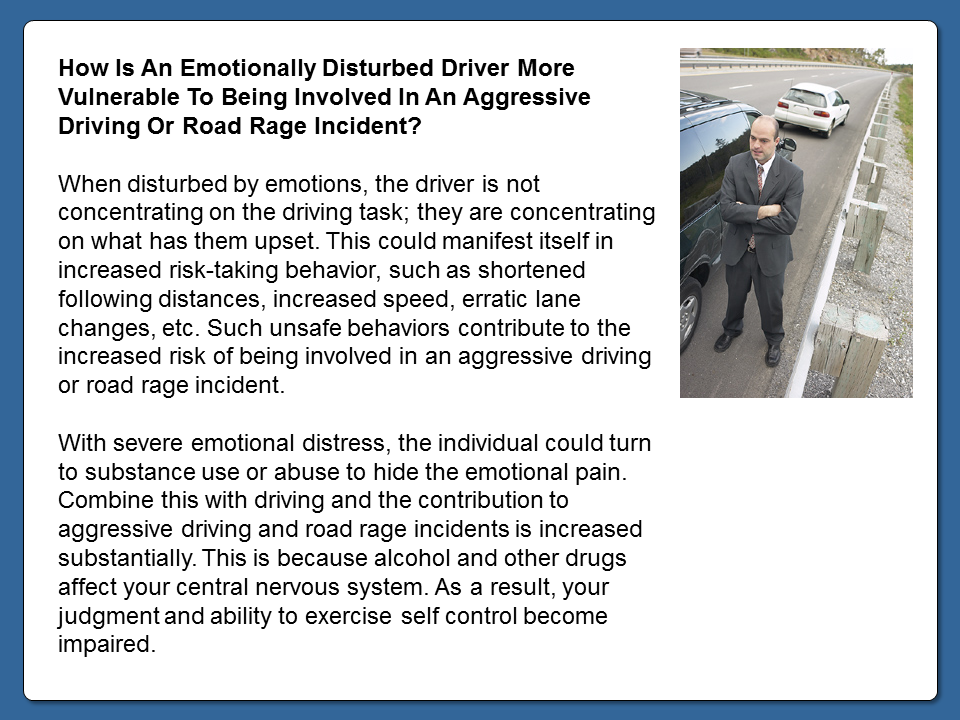 How Is An Emotionally Disturbed Driver More
Vulnerable To Being Involved In An Aggressive
Driving Or Road Rage Incident?
When disturbed by emotions, the driver is not
concentrating on the driving task; they are concentrating
on what has them upset. This could manifest itself in
increased risk-taking behavior, such as shortened
following distances, increased speed, erratic lane
changes, etc. Such unsafe behaviors contribute to the
increased risk of being involved in an aggressive driving
or road rage incident.
With severe emotional distress, the individual could turn
to substance use or abuse to hide the emotional pain.
Combine this with driving and the contribution to
aggressive driving and road rage incidents is increased
substantially. This is because alcohol and other drugs
affect your central nervous system. As a result, your
judgment and ability to exercise self control become
impaired.